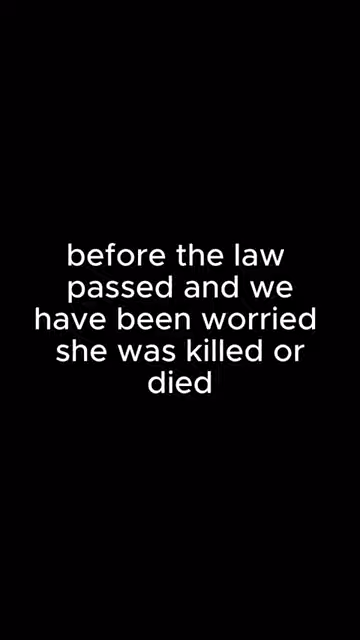 before the law
passed and we
have been worried
she was killed or
died